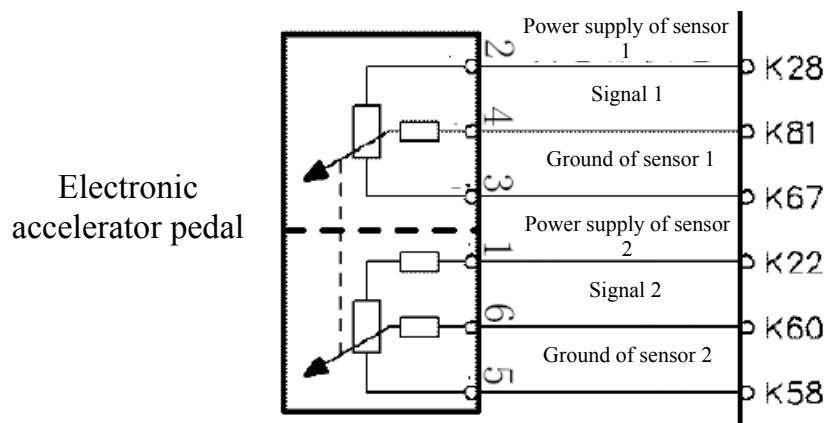 Power supply of sensor
1
2
K28
Signal 1
4
K81
Ground of sensor 1
3
K67
Electronic
accelerator pedal
Power supply of sensor
2
1
K22
Signal 2
6
K60
Ground of sensor 2
5
K58